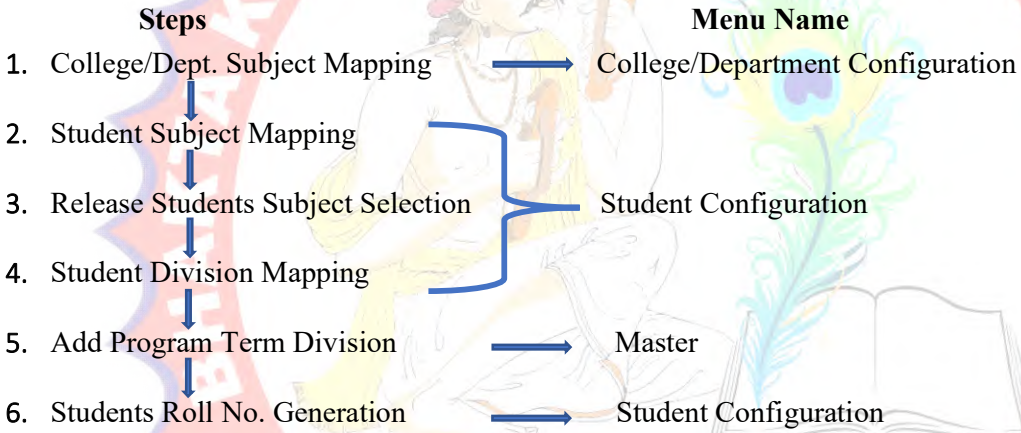 Steps Menu Name
1. College/Dept. Subject Mapping College/Department Configuration
2. Student Subject Mapping
3. Release Students Subject Selection Student Configuration
4. Student Division Mapping
5. Add Program Term Division Master
6. Students Roll No. Generation Student Configuration